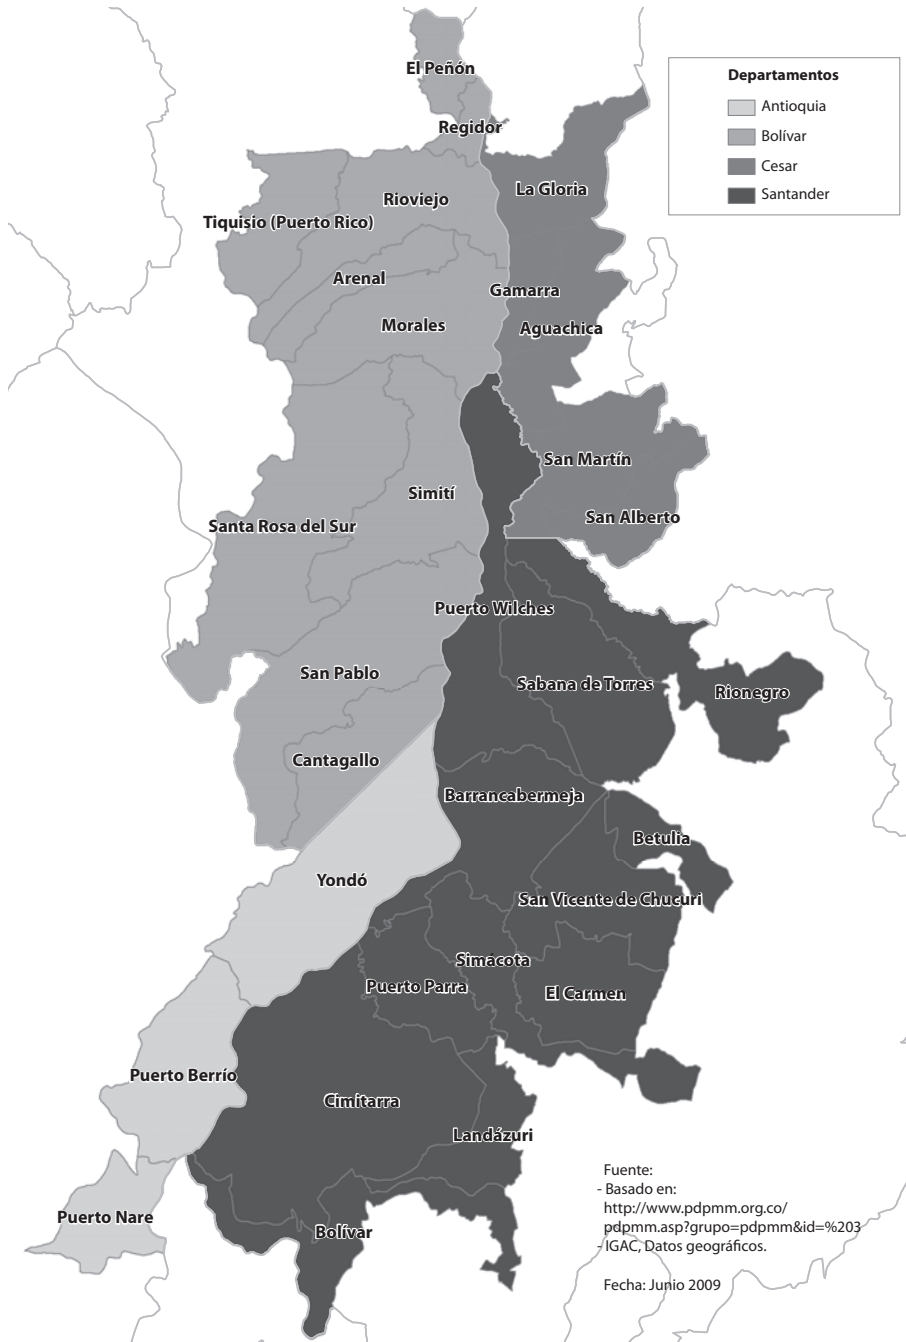 El Peñón
Departamentos
Antioquia
Bolívar
Cesar
Santander
Regidor
La Gloria
Rioviejo
Tiquisio (Puerto Rico)
Arenal
Gamarra
Morales
Aguachica
San Martín
Simití
San Alberto
Santa Rosa del Sur
Puerto Wilches
San Pablo
Sabana de Torres
Rionegro
Cantagallo
Barrancabermeja
Betulia
Yondó
San Vicente de Chucuri
Simacota
Puerto Parra
El Carmen
Puerto Berrío
Cimitarra
Landázuri
Puerto Nare
Bolívar
Fuente:
- Basado en:
http://www.pdpmm.org.co/
pdpmm.asp?grupo=pdpmm&id=%203
- IGAC, Datos geográficos.
Fecha: Junio 2009